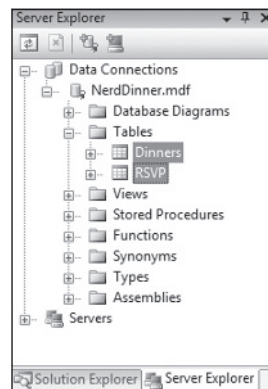 Server Explorer
Data Connections
NerdDinner.mdf
Database Diagrams
Tables
Dinners
RSVP
Views
Stored Procedures
Functions
Synonyms
Types
Assemblies
Servers
Solution Explorer Server Explorer